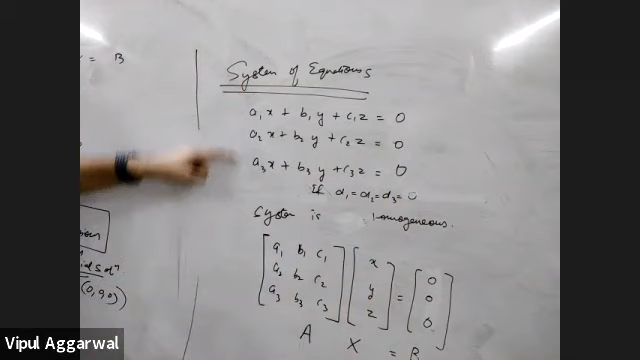 = B
System of Equations
a₁x + b₁y + c₁z = 0
a₂x + b₂y + c₂z = 0
a₃x + b₃y + c₃z = 0
If d₁ = d₂ = d₃ = 0
System is homogeneous.
[a₁ b₁ c₁] [x] = [0]
[a₂ b₂ c₂] [y] [0]
[a₃ b₃ c₃] [z] [0]
A X = B
(0,0,0)
Vipul Aggarwal